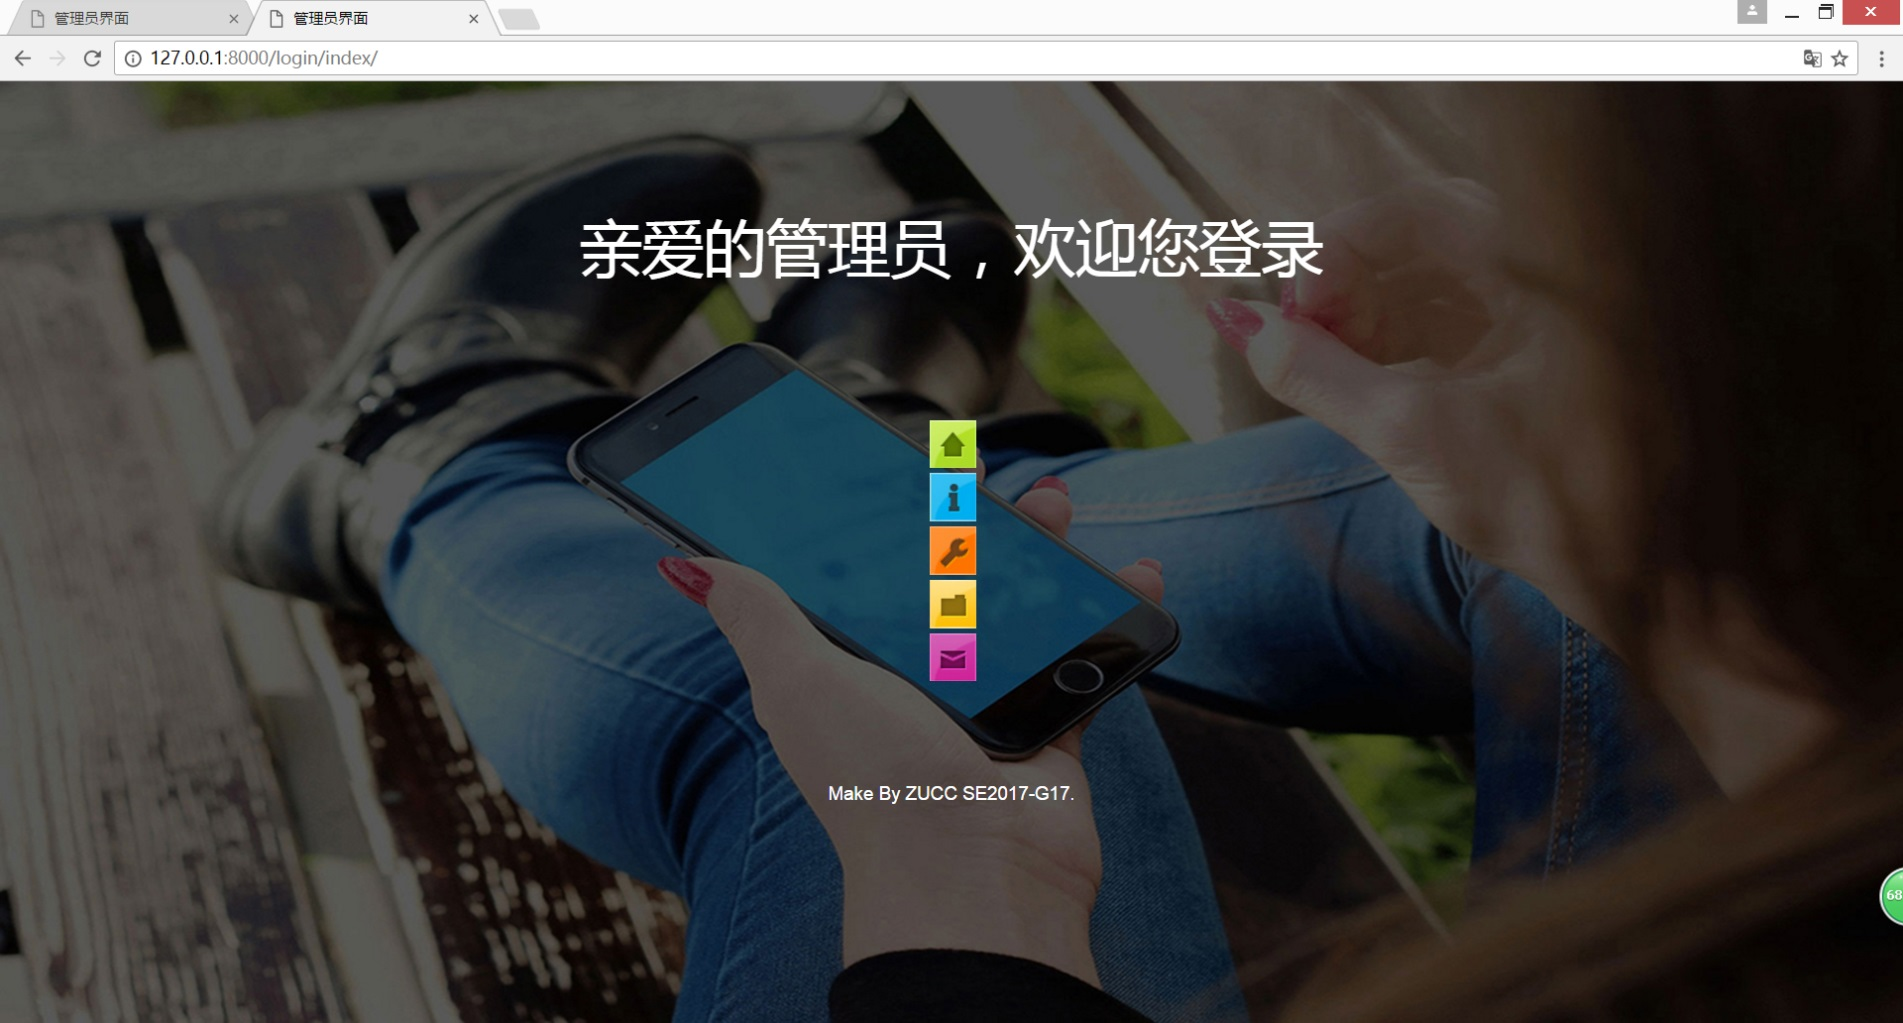 管理员界面
管理员界面
127.0.0.1:8000/login/index/
亲爱的管理员，欢迎您登录
Make By ZUCC SE2017-G17.
68